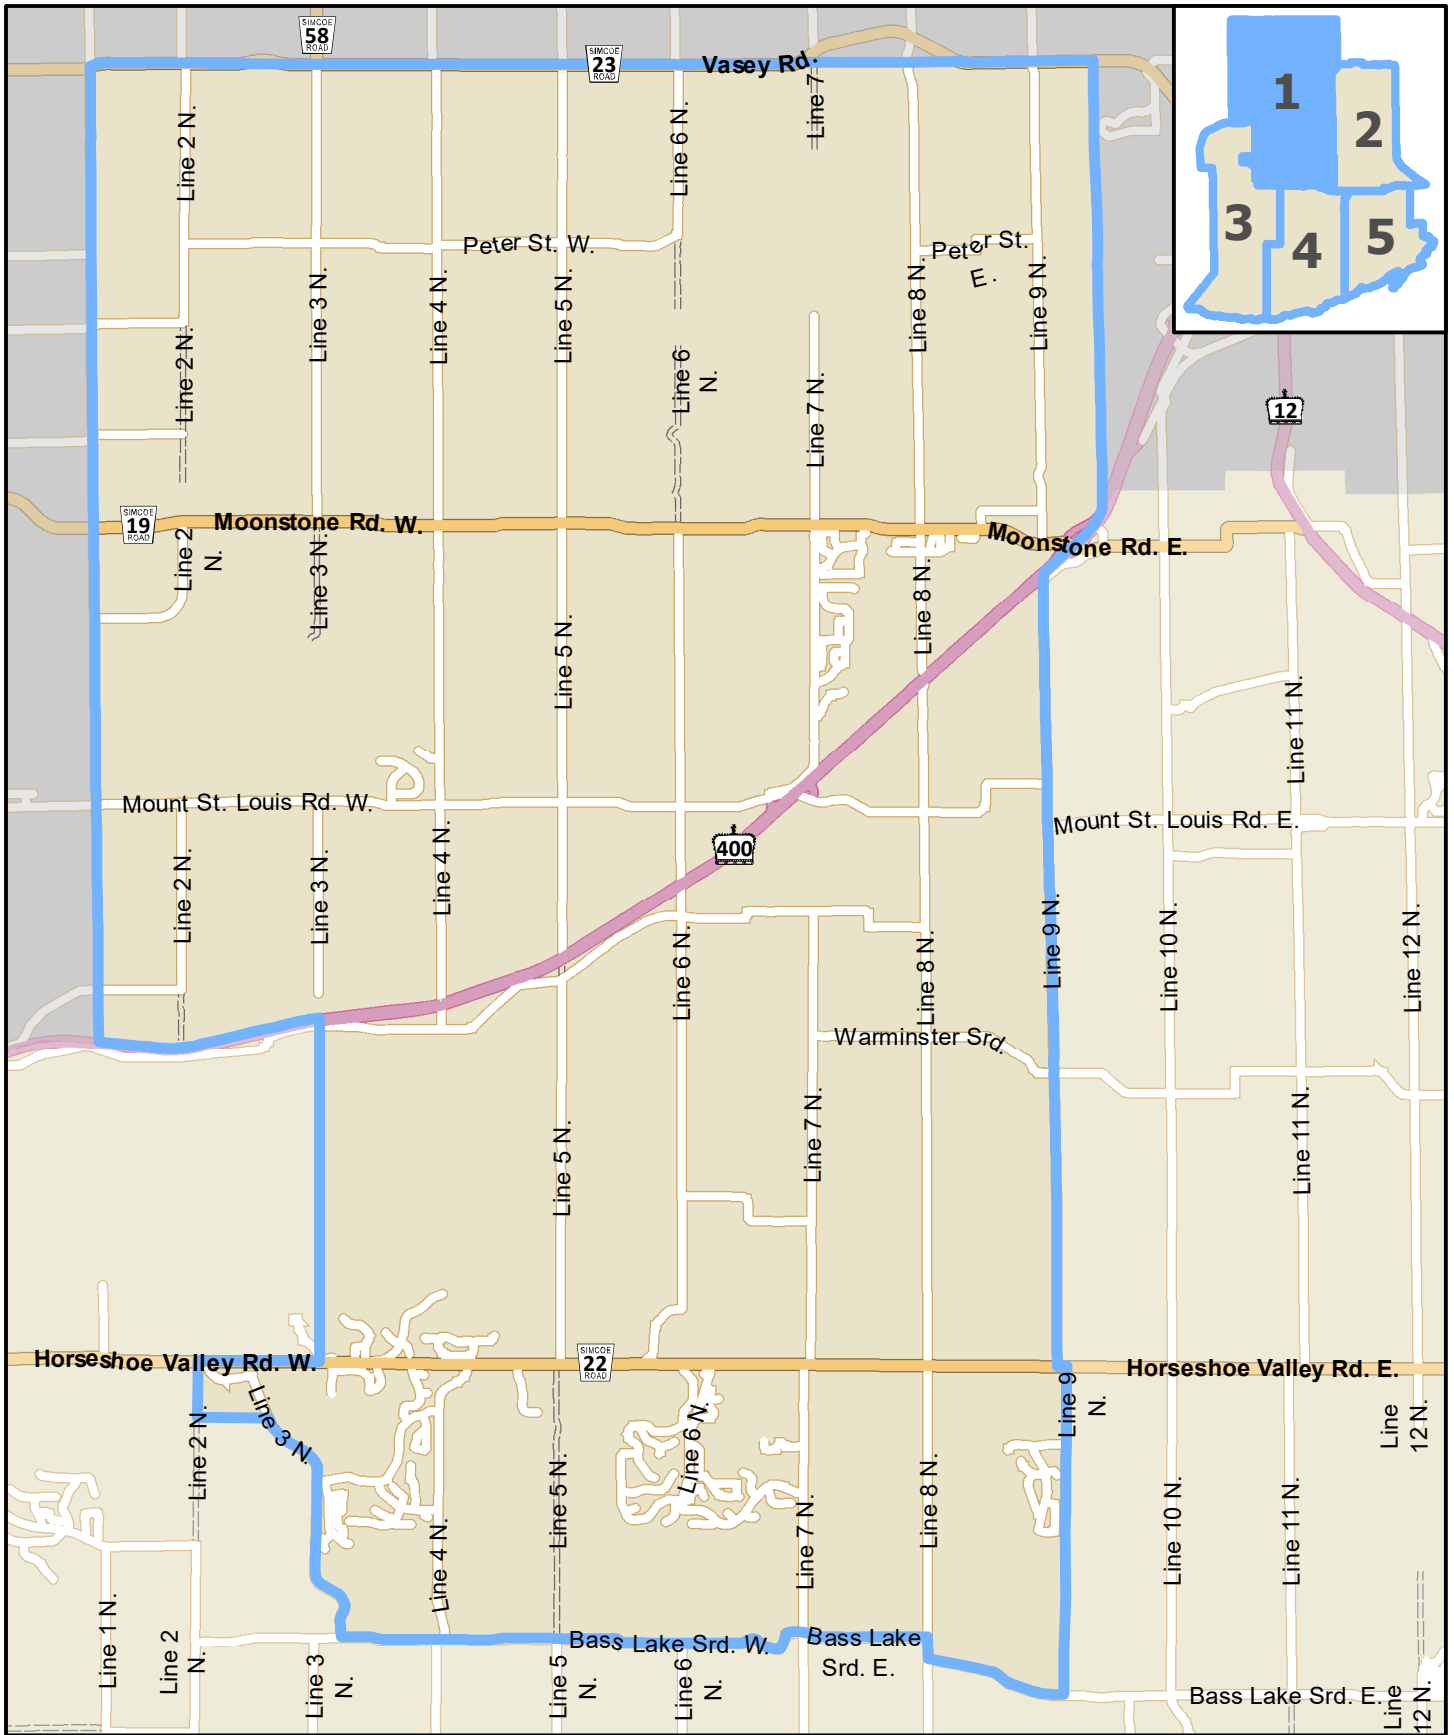 SIMCOE
58
ROAD
SIMCOE
23
ROAD
Vasey Rd.
Line 7
1
2
3
4
5
Line 2 N.
Line 6 N.
Peter St. W.
Peter St.
E.
Line 3 N.
Line 4 N.
Line 5 N.
Line 8 N.
Line 9 N.
Line 2 N.
Line 6
N.
Line 7 N.
12
SIMCOE
19
ROAD
Moonstone Rd. W.
Moonstone Rd. E.
Line 2
N.
Line 3 N.
Line 8 N.
Line 5 N.
Line 11 N.
Mount St. Louis Rd. W.
Mount St. Louis Rd. E.
400
Line 2 N.
Line 3 N.
Line 4 N.
Line 6 N.
Line 8 N.
Line 9 N.
Line 10 N.
Line 12 N.
Warminster Srd.
Line 5 N.
Line 7 N.
Line 11 N.
Horseshoe Valley Rd. W.
SIMCOE
22
ROAD
Horseshoe Valley Rd. E.
Line 9
N.
Line 2 N.
Line 3 N.
Line 6 N.
Line
12 N.
Line 5 N.
Line 7 N.
Line 8 N.
Line 10 N.
Line 11 N.
Line 4 N.
Line 1 N.
Line 2
N.
Line 3
N.
Bass Lake Srd. W.
Bass Lake
Srd. E.
Line 5
N.
Line 6
N.
Bass Lake Srd. E.
Line
12 N.